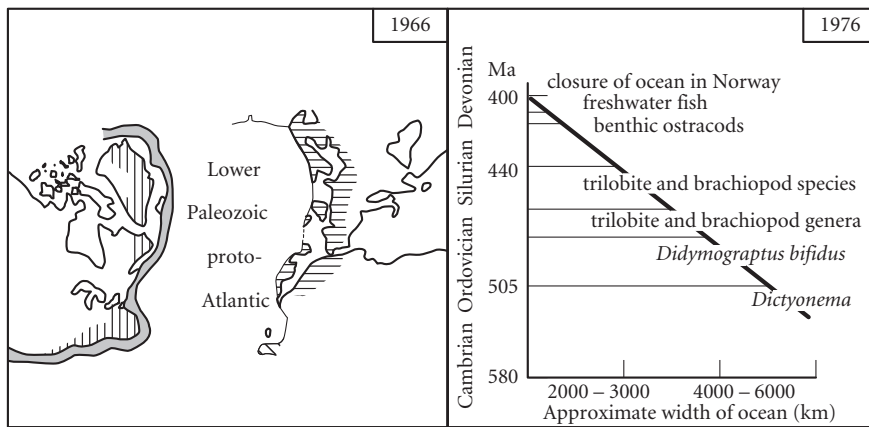 1966
Lower
Paleozoic
proto-
Atlantic
1976
Ma
400
440
505
580
Cambrian Ordovician Silurian Devonian
closure of ocean in Norway
freshwater fish
benthic ostracods
trilobite and brachiopod species
trilobite and brachiopod genera
Didymograptus bifidus
Dictyonema
2000 – 3000 4000 – 6000
Approximate width of ocean (km)